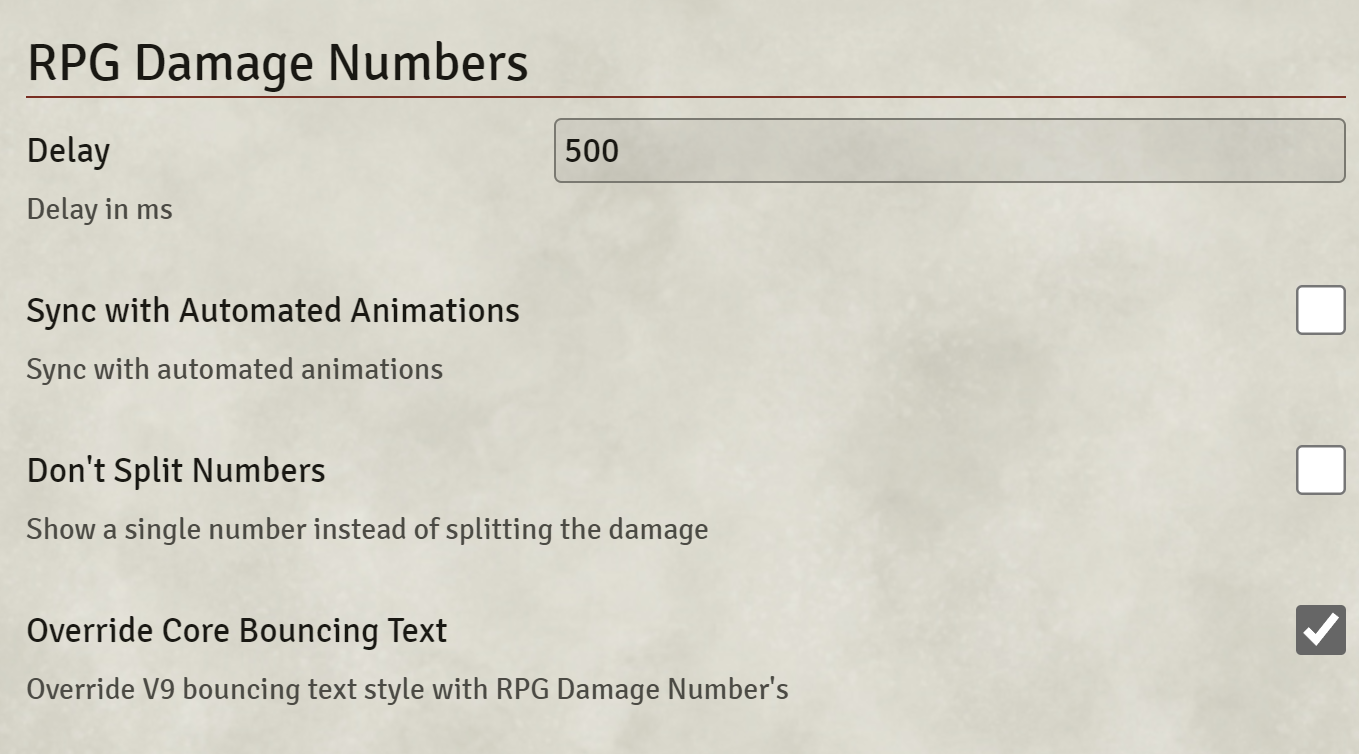 RPG Damage Numbers
Delay
500
Delay in ms
Sync with Automated Animations
Sync with automated animations
Don't Split Numbers
Show a single number instead of splitting the damage
Override Core Bouncing Text
Override V9 bouncing text style with RPG Damage Number's